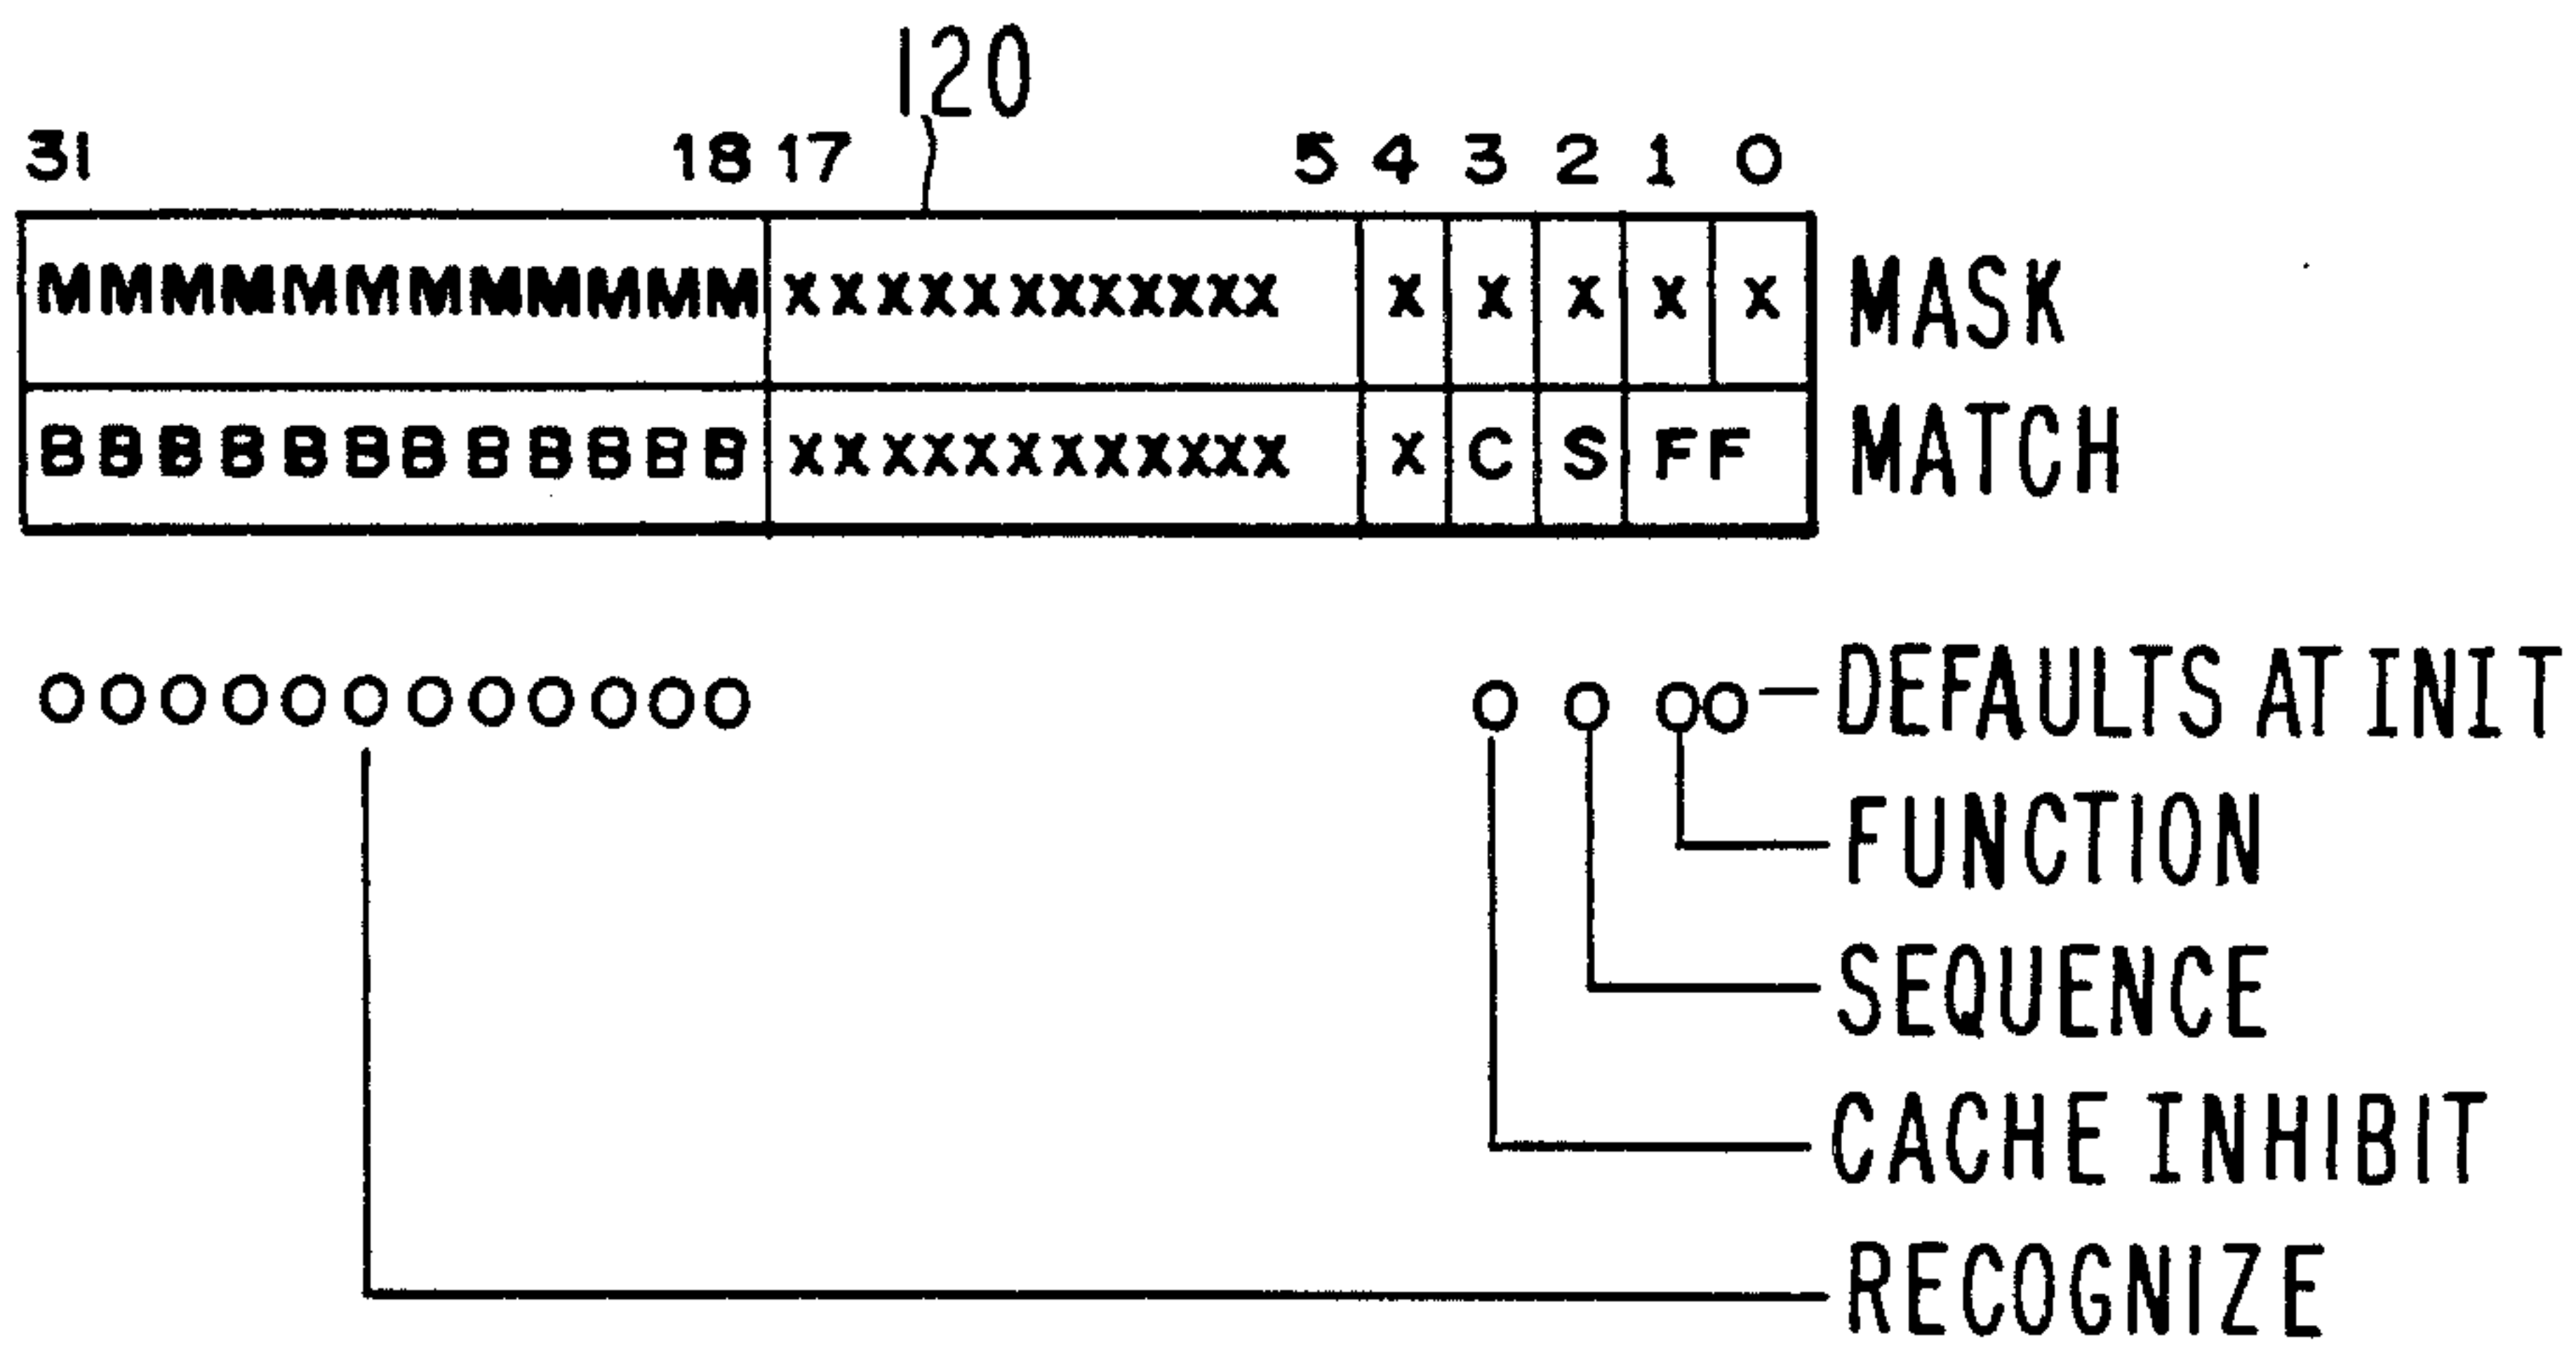 120
31 18 17 5 4 3 2 1 0
MMMMMMMMMMMM XXXXXXXXXXXX X X X X X MASK
BBBBBBBBBBBB XXXXXXXXXXXX X C S FF MATCH
000000000000 0 0 00 DEFAULTS AT INIT
FUNCTION
SEQUENCE
CACHE INHIBIT
RECOGNIZE